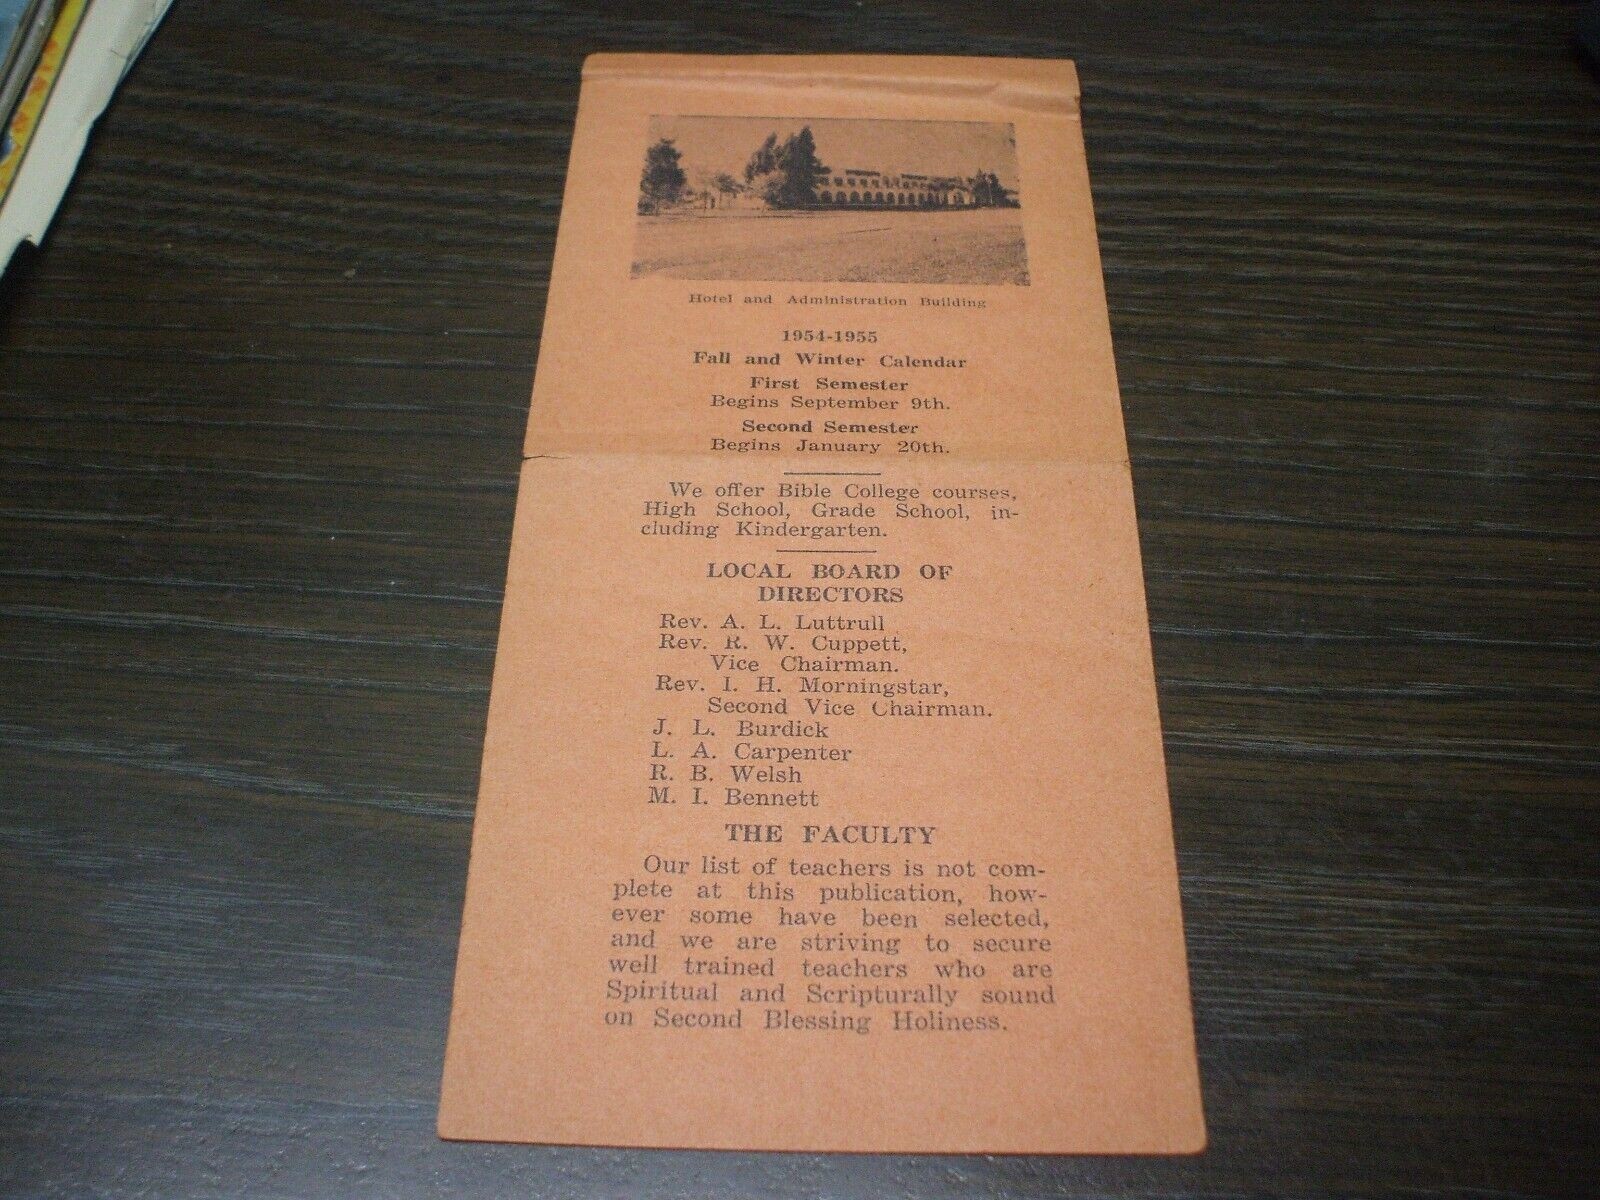 Hotel and Administration Building
1954-1955
Fall and Winter Calendar
First Semester
Begins September 9th.
Second Semester
Begins January 20th.
We offer Bible College courses,
High School, Grade School, in-
cluding Kindergarten.
LOCAL BOARD OF
DIRECTORS
Rev. A. L. Luttrull
Rev. R. W. Cuppett,
Vice Chairman.
Rev. I. H. Morningstar,
Second Vice Chairman.
J. L. Burdick
L. A. Carpenter
R. B. Welsh
M. I. Bennett
THE FACULTY
Our list of teachers is not com-
plete at this publication, how-
ever some have been selected,
and we are striving to secure
well trained teachers who are
Spiritual and Scripturally sound
on Second Blessing Holiness.